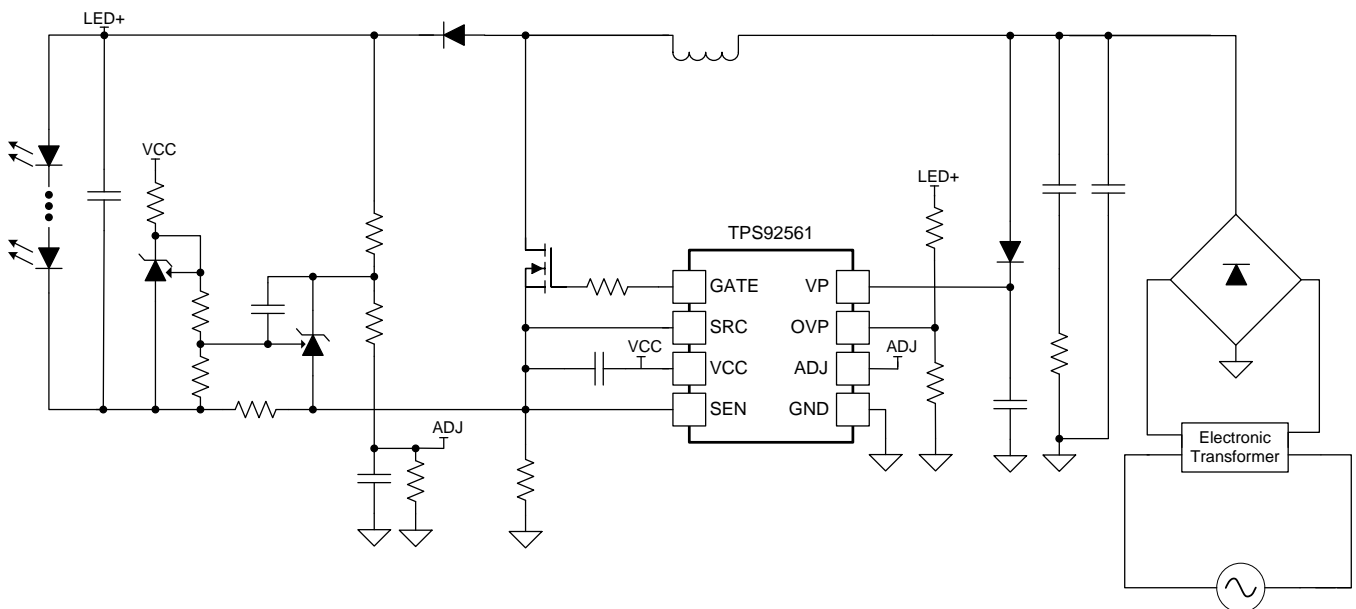 LED+
VCC
LED+
TPS92561
GATE
VP
SRC
OVP
VCC
VCC
ADJ
ADJ
SEN
GND
ADJ
Electronic
Transformer